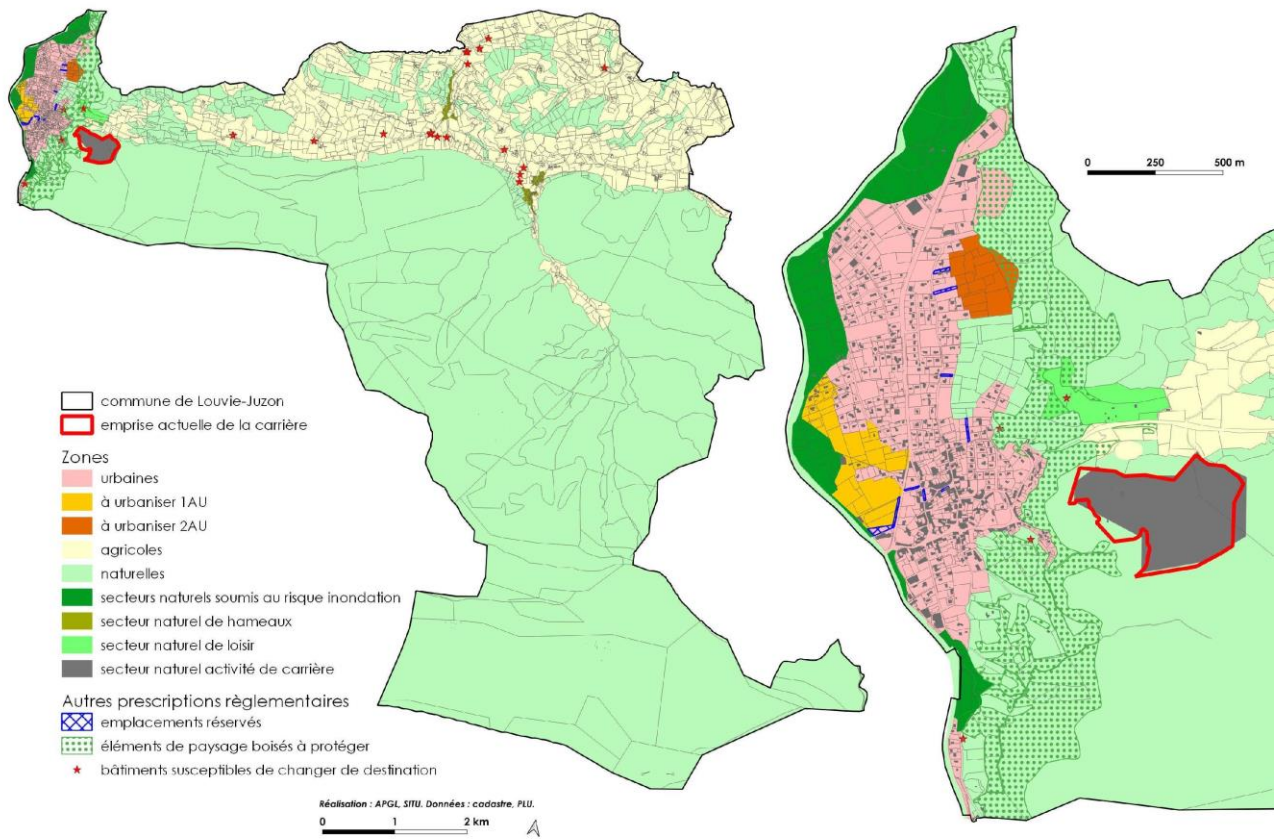 commune de Louvie-Juzon
emprise actuelle de la carrière
Zones
urbaines
à urbaniser 1AU
à urbaniser 2AU
agricoles
naturelles
secteurs naturels soumis au risque inondation
secteur naturel de hameaux
secteur naturel de loisir
secteur naturel activité de carrière
Autres prescriptions règlementaires
emplacements réservés
éléments de paysage boisés à protéger
bâtiments susceptibles de changer de destination
Réalisation : APGL, SITU. Données : cadastre, PLU.
0 1 2 km
0 250 500 m